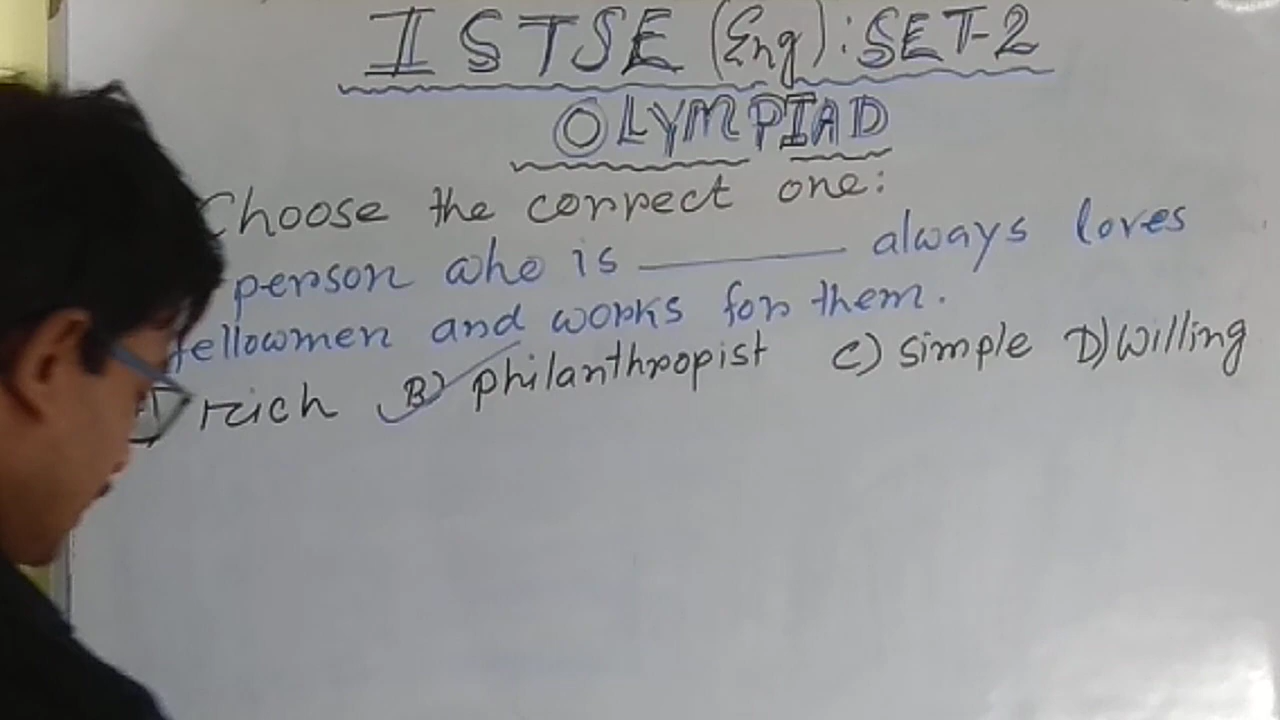 ISTSE (Eng): SET-2
OLYMPIAD
Choose the correct one:
person who is ________ always loves
fellowmen and works for them.
rich B) philanthropist C) simple D) willing